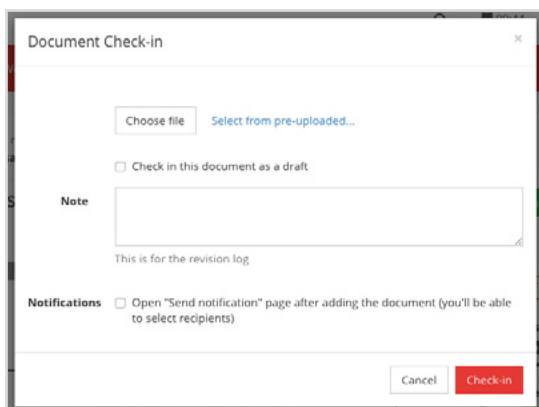 Document Check-in
×
Choose file Select from pre-uploaded...
Check in this document as a draft
Note
This is for the revision log
Notifications Open "Send notification" page after adding the document (you'll be able
to select recipients)
Cancel Check-in